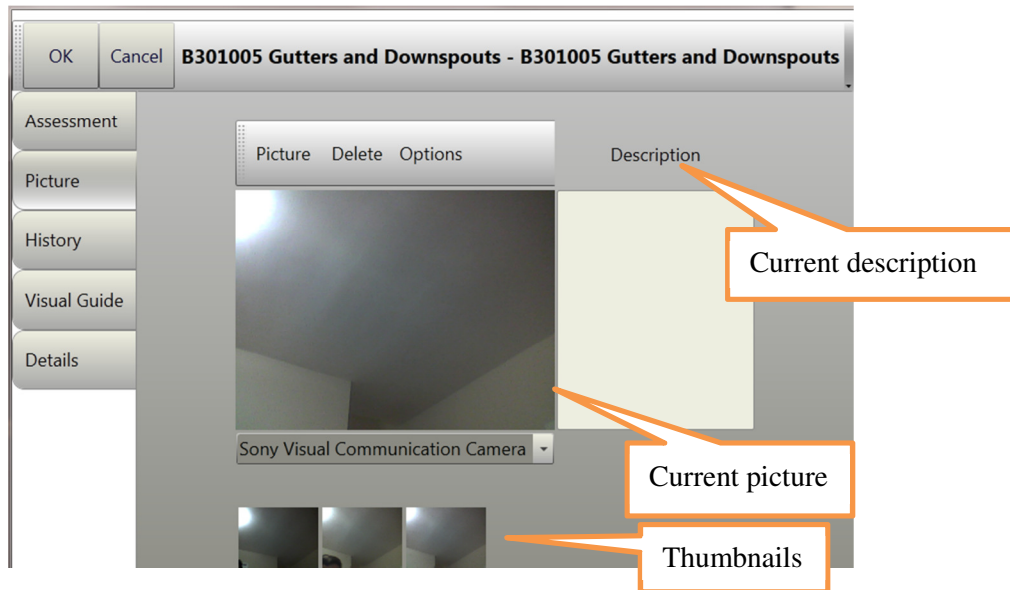 OK Cancel B301005 Gutters and Downspouts - B301005 Gutters and Downspouts
Assessment
Picture
History
Visual Guide
Details
Picture Delete Options
Description
Current description
Sony Visual Communication Camera
Current picture
Thumbnails